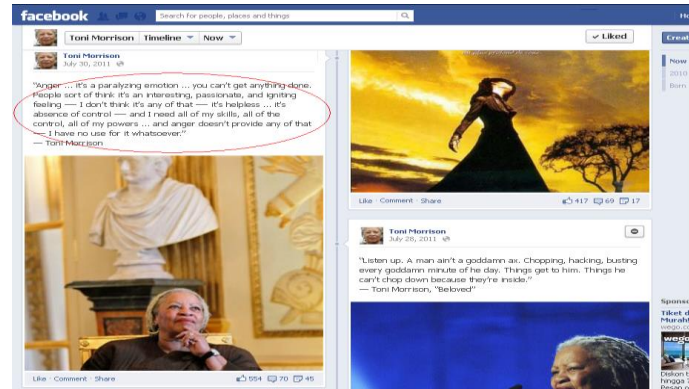 facebook
Search for people, places and things
Toni Morrison
Timeline
Now
Liked
Toni Morrison
July 30, 2011
"Anger ... it's a paralyzing emotion ... you can't get anything done.
People sort of think it's an interesting, passionate, and igniting
feeling — I don't think it's any of that — it's helpless ... it's
absence of control — and I need all of my skills, all of the
control, all of my powers ... and anger doesn't provide any of that
— I have no use for it whatsoever."
— Toni Morrison
Like · Comment · Share
554 70 45
Like · Comment · Share
417 69 17
Toni Morrison
July 28, 2011
"Listen up. A man ain't a goddamn ax. Chopping, hacking, busting
every goddamn minute of he day. Things get to him. Things he
can't chop down because they're inside."
— Toni Morrison, "Beloved"
Now
2010
Born
Tiket d
Murah!
wego.co
wego
Diskon t
hingga